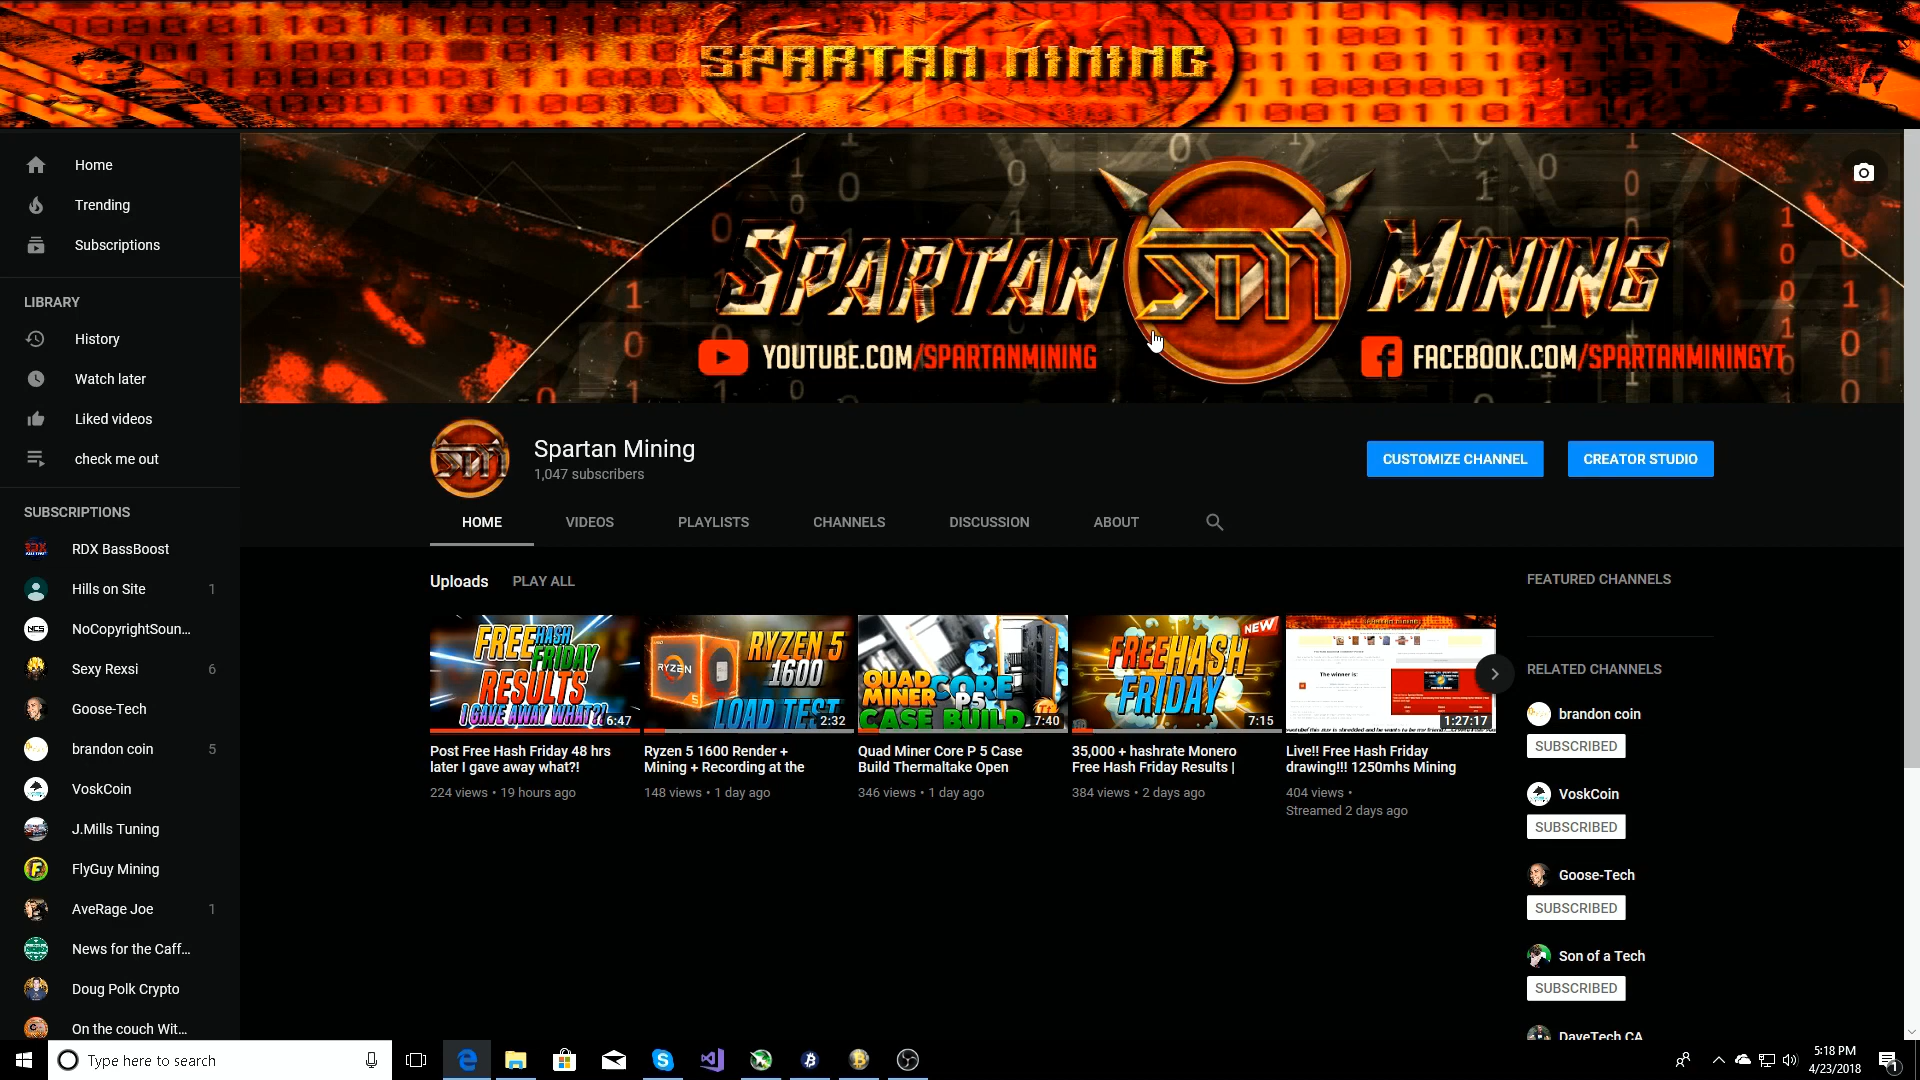 SPARTAN MINING
Home
Trending
Subscriptions
LIBRARY
History
Watch later
Liked videos
check me out
SUBSCRIPTIONS
RDX BassBoost
Hills on Site 1
NoCopyrightSoun...
Sexy Rexsi 6
Goose-Tech
brandon coin 5
VoskCoin
J.Mills Tuning
FlyGuy Mining
AveRage Joe 1
News for the Caff...
Doug Polk Crypto
On the couch Wit...
SPARTAN SM MINING
YOUTUBE.COM/SPARTANMINING
FACEBOOK.COM/SPARTANMININGYT
Spartan Mining
1,047 subscribers
CUSTOMIZE CHANNEL
CREATOR STUDIO
HOME VIDEOS PLAYLISTS CHANNELS DISCUSSION ABOUT
Uploads PLAY ALL
FREE HASH
FRIDAY
RESULTS
I GAVE AWAY WHAT?!
6:47
Post Free Hash Friday 48 hrs
later I gave away what?!
224 views • 19 hours ago
RYZEN 5
1600
LOAD TEST
2:32
Ryzen 5 1600 Render +
Mining + Recording at the
148 views • 1 day ago
QUAD CORE
MINER P5
CASE BUILD
7:40
Quad Miner Core P 5 Case
Build Thermaltake Open
346 views • 1 day ago
NEW
FREE HASH
FRIDAY
7:15
35,000 + hashrate Monero
Free Hash Friday Results |
384 views • 2 days ago
The winner is:
1:27:17
Live!! Free Hash Friday
drawing!!! 1250mhs Mining
404 views •
Streamed 2 days ago
FEATURED CHANNELS
RELATED CHANNELS
brandon coin
SUBSCRIBED
VoskCoin
SUBSCRIBED
Goose-Tech
SUBSCRIBED
Son of a Tech
SUBSCRIBED
DaveTech CA
Type here to search
5:18 PM
4/23/2018
1